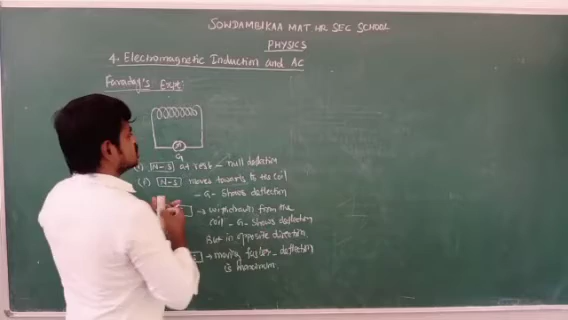 SOWDAMBIKAA MAT HR SEC SCHOOL
PHYSICS
4. Electromagnetic Induction and AC
Faraday's Expt:
G
(i) N-S at rest - null deflection
(i) N-S moves towards to the coil
- G- shows deflection
→ withdrawn from the
coil - G- shows deflection
But in opposite direction
S → moving faster - deflection
is maximum.